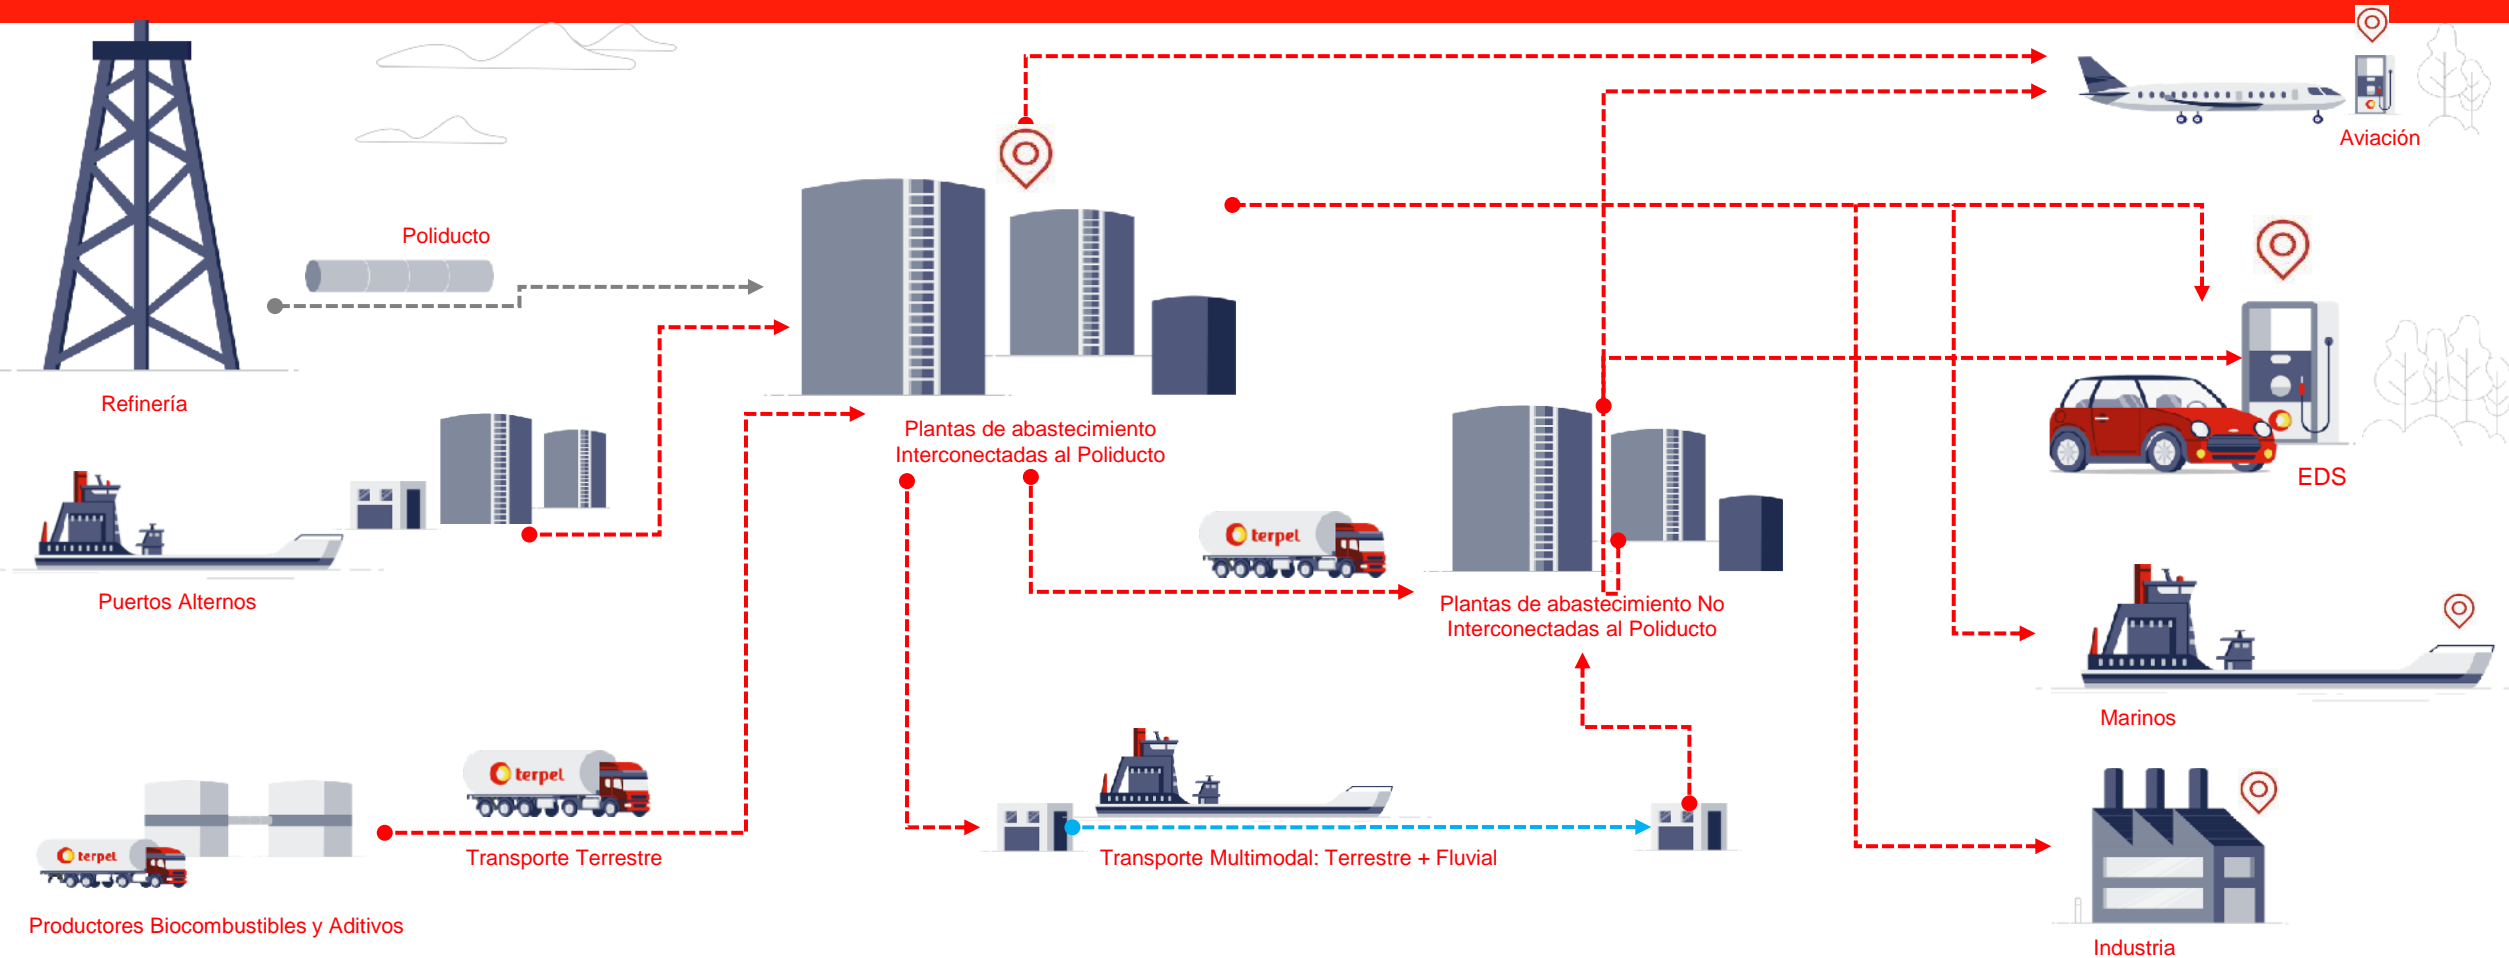 Aviación
Poliducto
Refinería
Plantas de abastecimiento
Interconectadas al Poliducto
EDS
terpel
Puertos Alternos
Plantas de abastecimiento No
Interconectadas al Poliducto
Marinos
terpel
terpel
Transporte Terrestre
Transporte Multimodal: Terrestre + Fluvial
Productores Biocombustibles y Aditivos
Industria